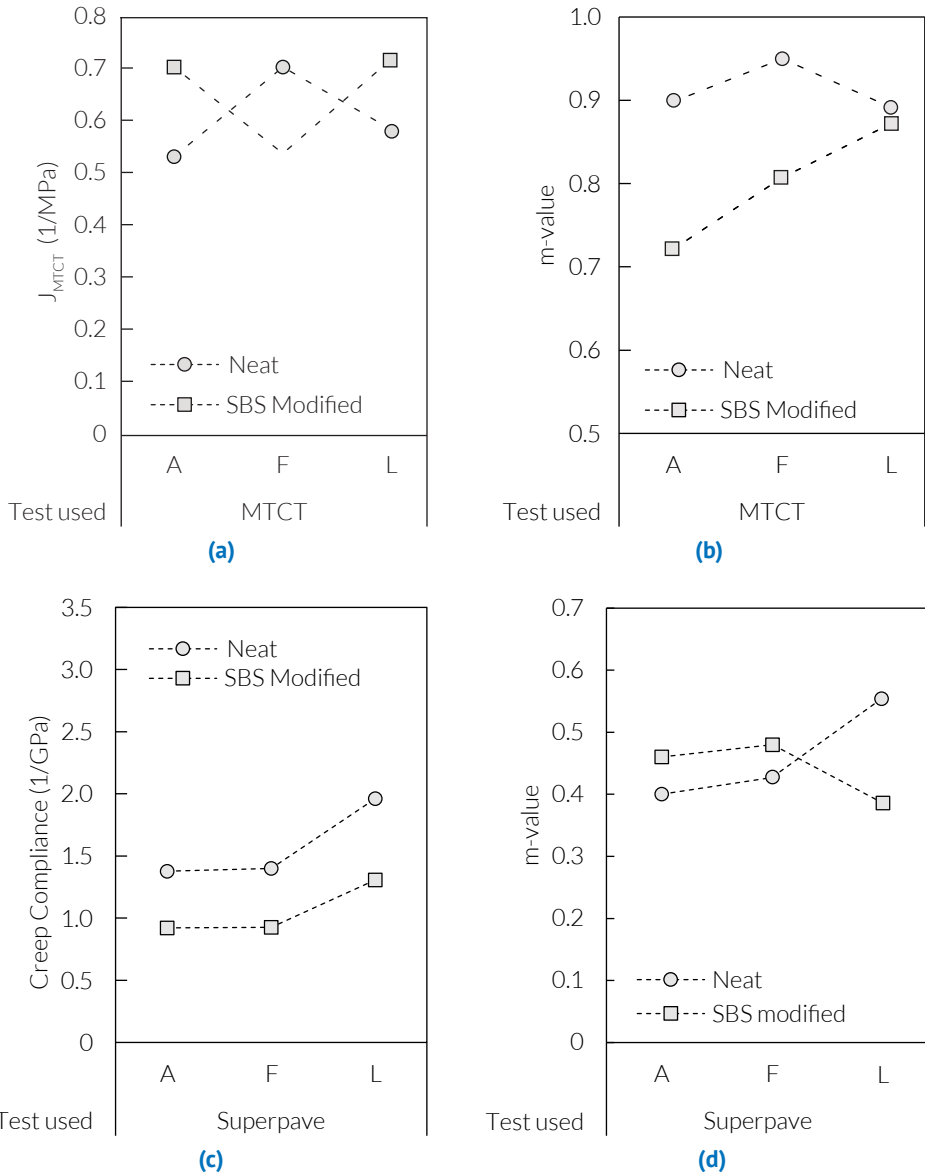 0.8
0.7
0.6
0.5
0.4
0.3
0.2
0.1
0
J_MTCT (1/MPa)
Neat
SBS Modified
A F L
Test used MTCT
(a)
1.0
0.9
0.8
0.7
0.6
0.5
m-value
Neat
SBS Modified
A F L
Test used MTCT
(b)
3.5
3.0
2.5
2.0
1.5
1.0
0.5
0
Creep Compliance (1/GPa)
Neat
SBS Modified
A F L
Test used Superpave
(c)
0.7
0.6
0.5
0.4
0.3
0.2
0.1
0
m-value
Neat
SBS modified
A F L
Test used Superpave
(d)